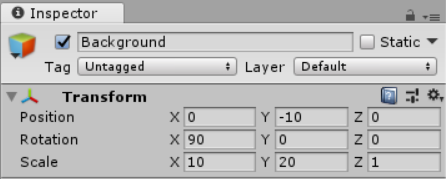 Inspector
Background Static
Tag Untagged Layer Default
Transform
Position X 0 Y -10 Z 0
Rotation X 90 Y 0 Z 0
Scale X 10 Y 20 Z 1